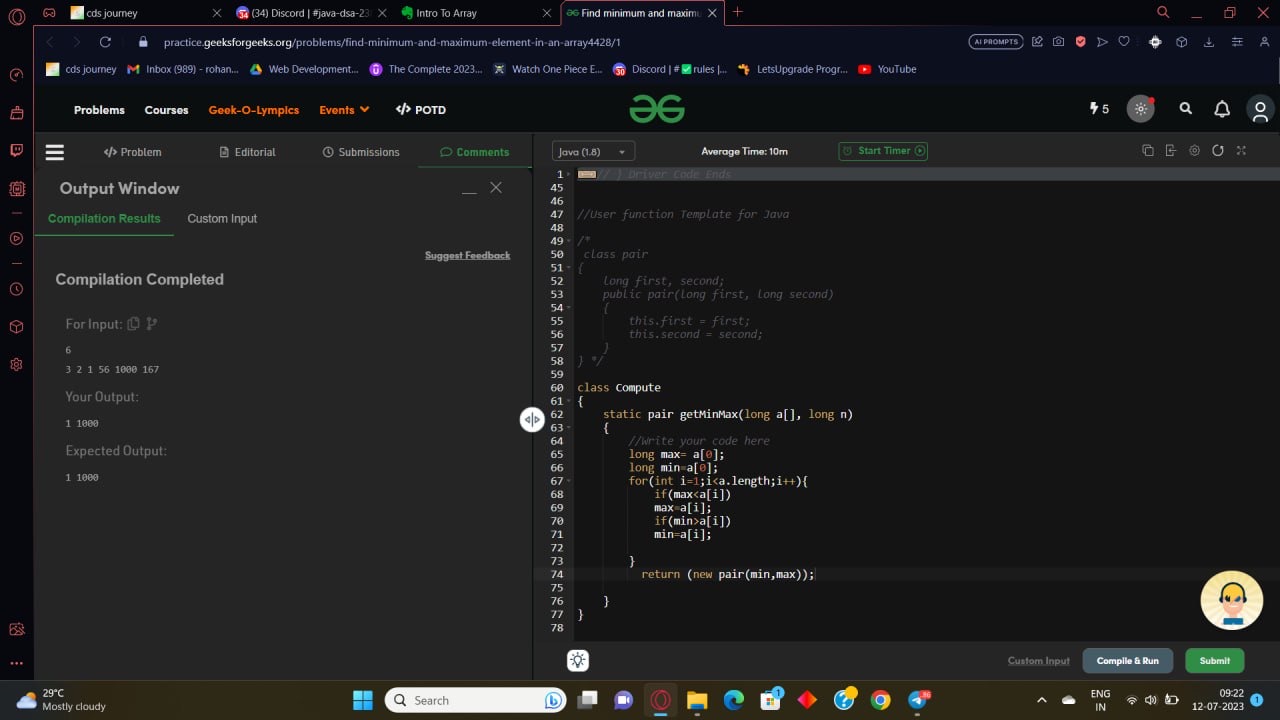 cds journey
(34) Discord | #java-dsa-23
Intro To Array
Find minimum and maximu
practice.geeksforgeeks.org/problems/find-minimum-and-maximum-element-in-an-array4428/1
AI PROMPTS
cds journey
Inbox (989) - rohan...
Web Development...
The Complete 2023...
Watch One Piece E...
Discord | #✅rules |...
LetsUpgrade Progr...
YouTube
Problems
Courses
Geek-O-Lympics
Events
</> POTD
5
</> Problem
Editorial
Submissions
Comments
Java (1.8)
Average Time: 10m
Start Timer
Output Window
Compilation Results
Custom Input
Suggest Feedback
Compilation Completed
For Input:
6
3 2 1 56 1000 167
Your Output:
1 1000
Expected Output:
1 1000
1 // } Driver Code Ends
45
46
47 //User function Template for Java
48
49 /*
50 class pair
51 {
52 long first, second;
53 public pair(long first, long second)
54 {
55 this.first = first;
56 this.second = second;
57 }
58 } */
59
60 class Compute
61 {
62 static pair getMinMax(long a[], long n)
63 {
64 //Write your code here
65 long max= a[0];
66 long min=a[0];
67 for(int i=1;i<a.length;i++){
68 if(max<a[i])
69 max=a[i];
70 if(min>a[i])
71 min=a[i];
72
73 }
74 return (new pair(min,max));
75
76 }
77 }
78
Custom Input
Compile & Run
Submit
29°C
Mostly cloudy
Search
1
ENG
IN
09:22
12-07-2023
1